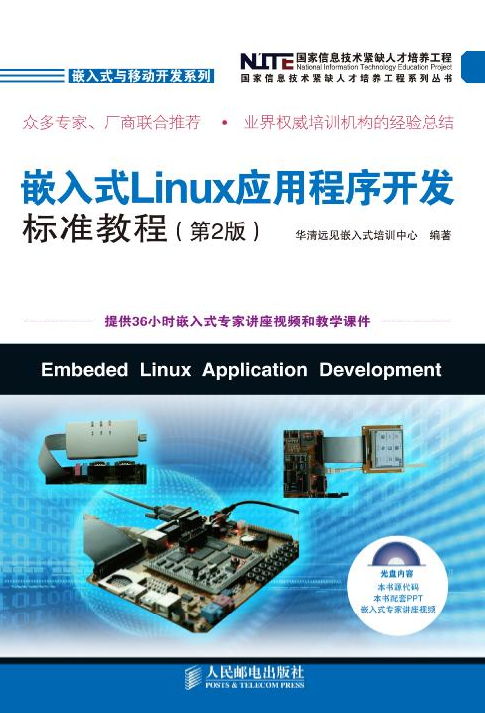 NITE 国家信息技术紧缺人才培养工程
National Information Technology Education Project
国家信息技术紧缺人才培养工程系列丛书
嵌入式与移动开发系列
众多专家、厂商联合推荐 • 业界权威培训机构的经验总结
嵌入式Linux应用程序开发
标准教程（第2版）
华清远见嵌入式培训中心 编著
提供36小时嵌入式专家讲座视频和教学课件
Embeded Linux Application Development
光盘内容
本书源代码
本书配套PPT
嵌入式专家讲座视频
人民邮电出版社
POSTS & TELECOM PRESS